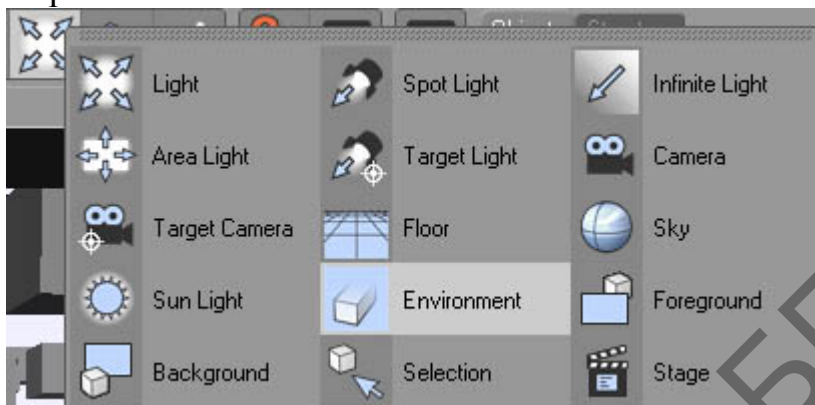 Light Spot Light Infinite Light
Area Light Target Light Camera
Target Camera Floor Sky
Sun Light Environment Foreground
Background Selection Stage